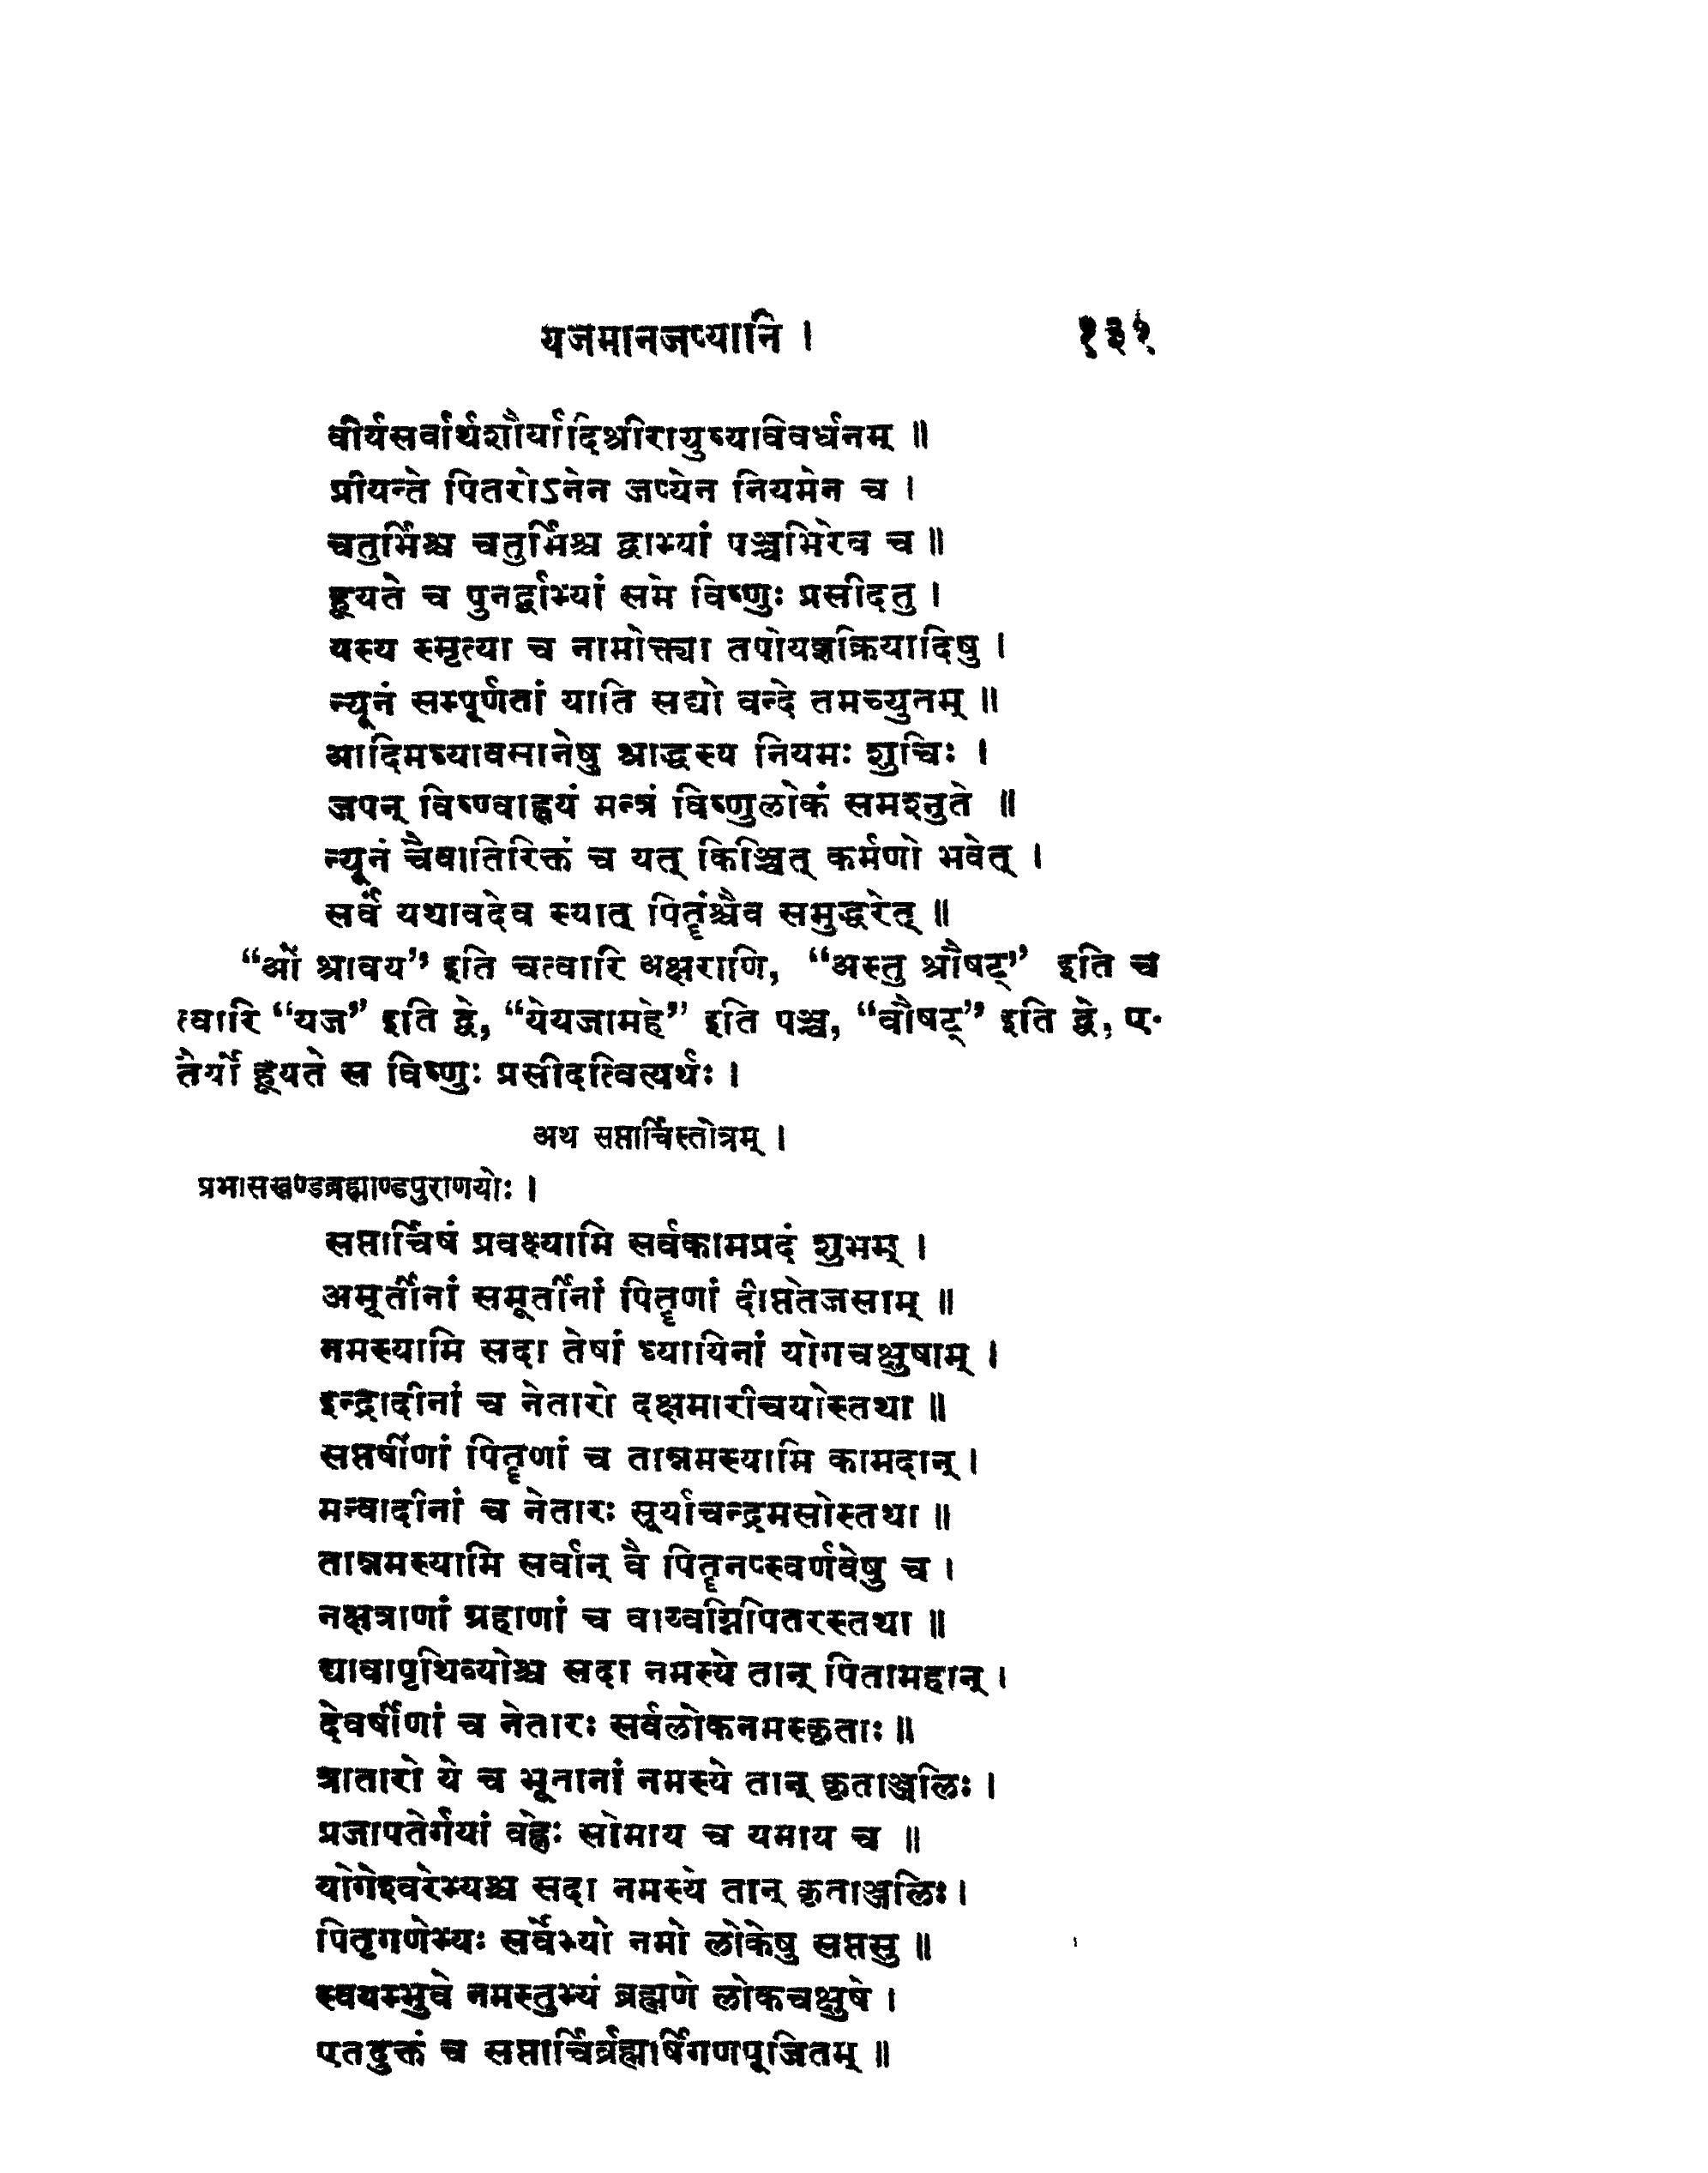 यजमानजप्यानि । १३१
वीर्यसर्वार्थशौर्यादिश्रीरायुष्यविवर्धनम् ॥
प्रीयन्ते पितरोऽनेन जप्येन नियमेन च ।
चतुर्भिश्च चतुर्भिश्च द्वाभ्यां पञ्चभिरेव च ॥
हूयते च पुनर्द्वाभ्यां समे विष्णुः प्रसीदतु ।
यस्य स्मृत्या च नामोक्त्या तपोयज्ञक्रियादिषु ।
न्यूनं सम्पूर्णतां याति सद्यो वन्दे तमच्युतम् ॥
आदिमध्यावसानेषु श्राद्धस्य नियमः शुचिः ।
जपन् विष्ण्वाह्वयं मन्त्रं विष्णुलोकं समश्नुते ॥
न्यूनं चैवातिरिक्तं च यत् किञ्चित् कर्मणो भवेत् ।
सर्वं यथावदेव स्यात् पितॄंश्चैव समुद्धरेत् ॥
“ओं श्रावय” इति चत्वारि अक्षराणि, “अस्तु श्रौषट्” इति च
त्वारि “यज” इति द्वे, “येयजामहे” इति पञ्च, “वौषट्” इति द्वे, ए-
तैर्यो हूयते स विष्णुः प्रसीदत्वित्यर्थः ।
अथ सप्तार्चिस्तोत्रम् ।
प्रभासखण्डब्रह्माण्डपुराणयोः ।
सप्तार्चिषं प्रवक्ष्यामि सर्वकामप्रदं शुभम् ।
अमूर्तीनां समूर्तीनां पितॄणां दीप्ततेजसाम् ॥
नमस्यामि सदा तेषां ध्यायिनां योगचक्षुषाम् ।
इन्द्रादीनां च नेतारो दक्षमारीचयोस्तथा ॥
सप्तर्षीणां पितॄणां च तान्नमस्यामि कामदान् ।
मन्वादीनां च नेतारः सूर्याचन्द्रमसोस्तथा ॥
तान्नमस्यामि सर्वान् वै पितॄनप्स्वर्णवेषु च ।
नक्षत्राणां ग्रहाणां च वाय्वग्निपितरस्तथा ॥
द्यावापृथिव्योश्च सदा नमस्ये तान् पितामहान् ।
देवर्षीणां च नेतारः सर्वलोकनमस्कृताः ॥
त्रातारो ये च भूतानां नमस्ये तान् कृताञ्जलिः ।
प्रजापतेर्गयां वह्नेः सोमाय च यमाय च ॥
योगेश्वरेभ्यश्च सदा नमस्ये तान् कृताञ्जलिः ।
पितृगणेभ्यः सर्वेभ्यो नमो लोकेषु सप्तसु ॥
स्वयम्भुवे नमस्तुभ्यं ब्रह्मणे लोकचक्षुषे ।
एतदुक्तं च सप्तार्चिर्ब्रह्मर्षिगणपूजितम् ॥